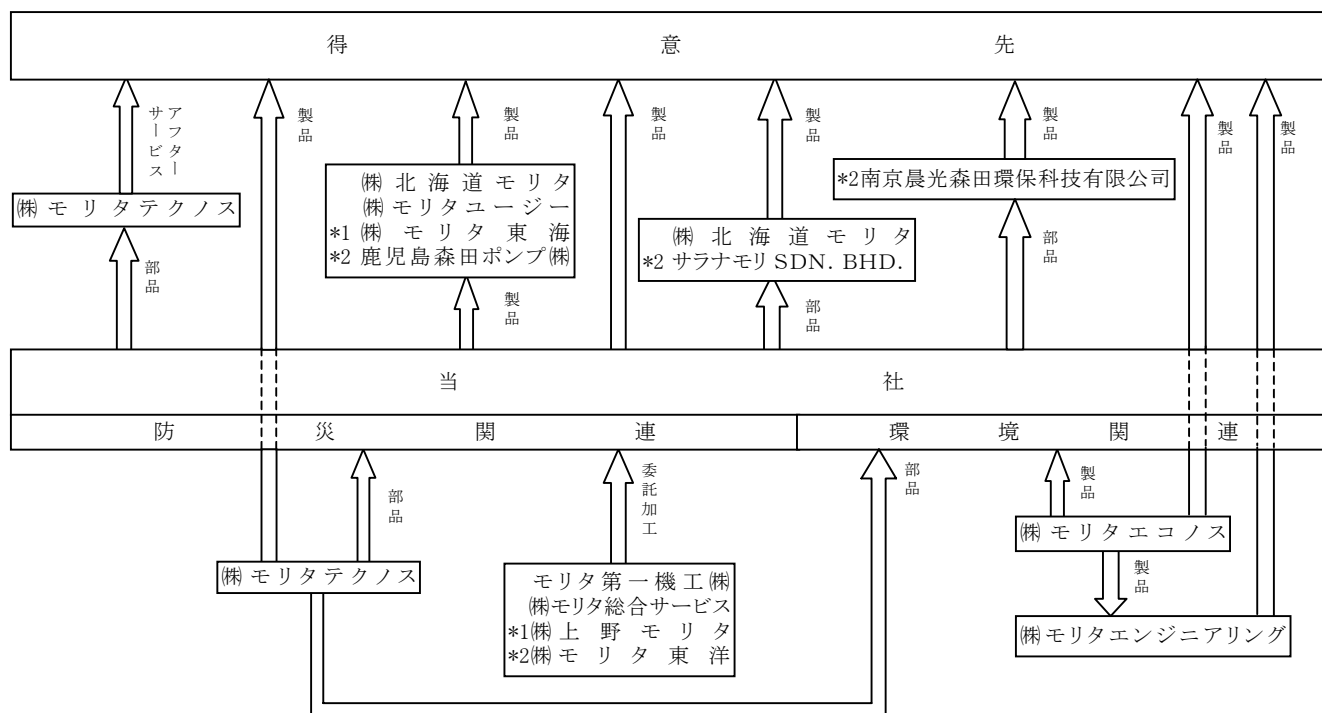 得意先
アフター
サービス
製品
製品
製品
製品
製品
製品
製品
㈱モリタテクノス
㈱北海道モリタ
㈱モリタユージー
*1㈱モリタ東海
*2鹿児島森田ポンプ㈱
㈱北海道モリタ
*2 サラナモリ SDN. BHD.
*2南京晨光森田環保科技有限公司
部品
製品
部品
部品
当社
防災関連
環境関連
部品
委託加工
部品
製品
㈱モリタテクノス
モリタ第一機工㈱
㈱モリタ総合サービス
*1㈱上野モリタ
*2㈱モリタ東洋
㈱モリタエコノス
製品
㈱モリタエンジニアリング